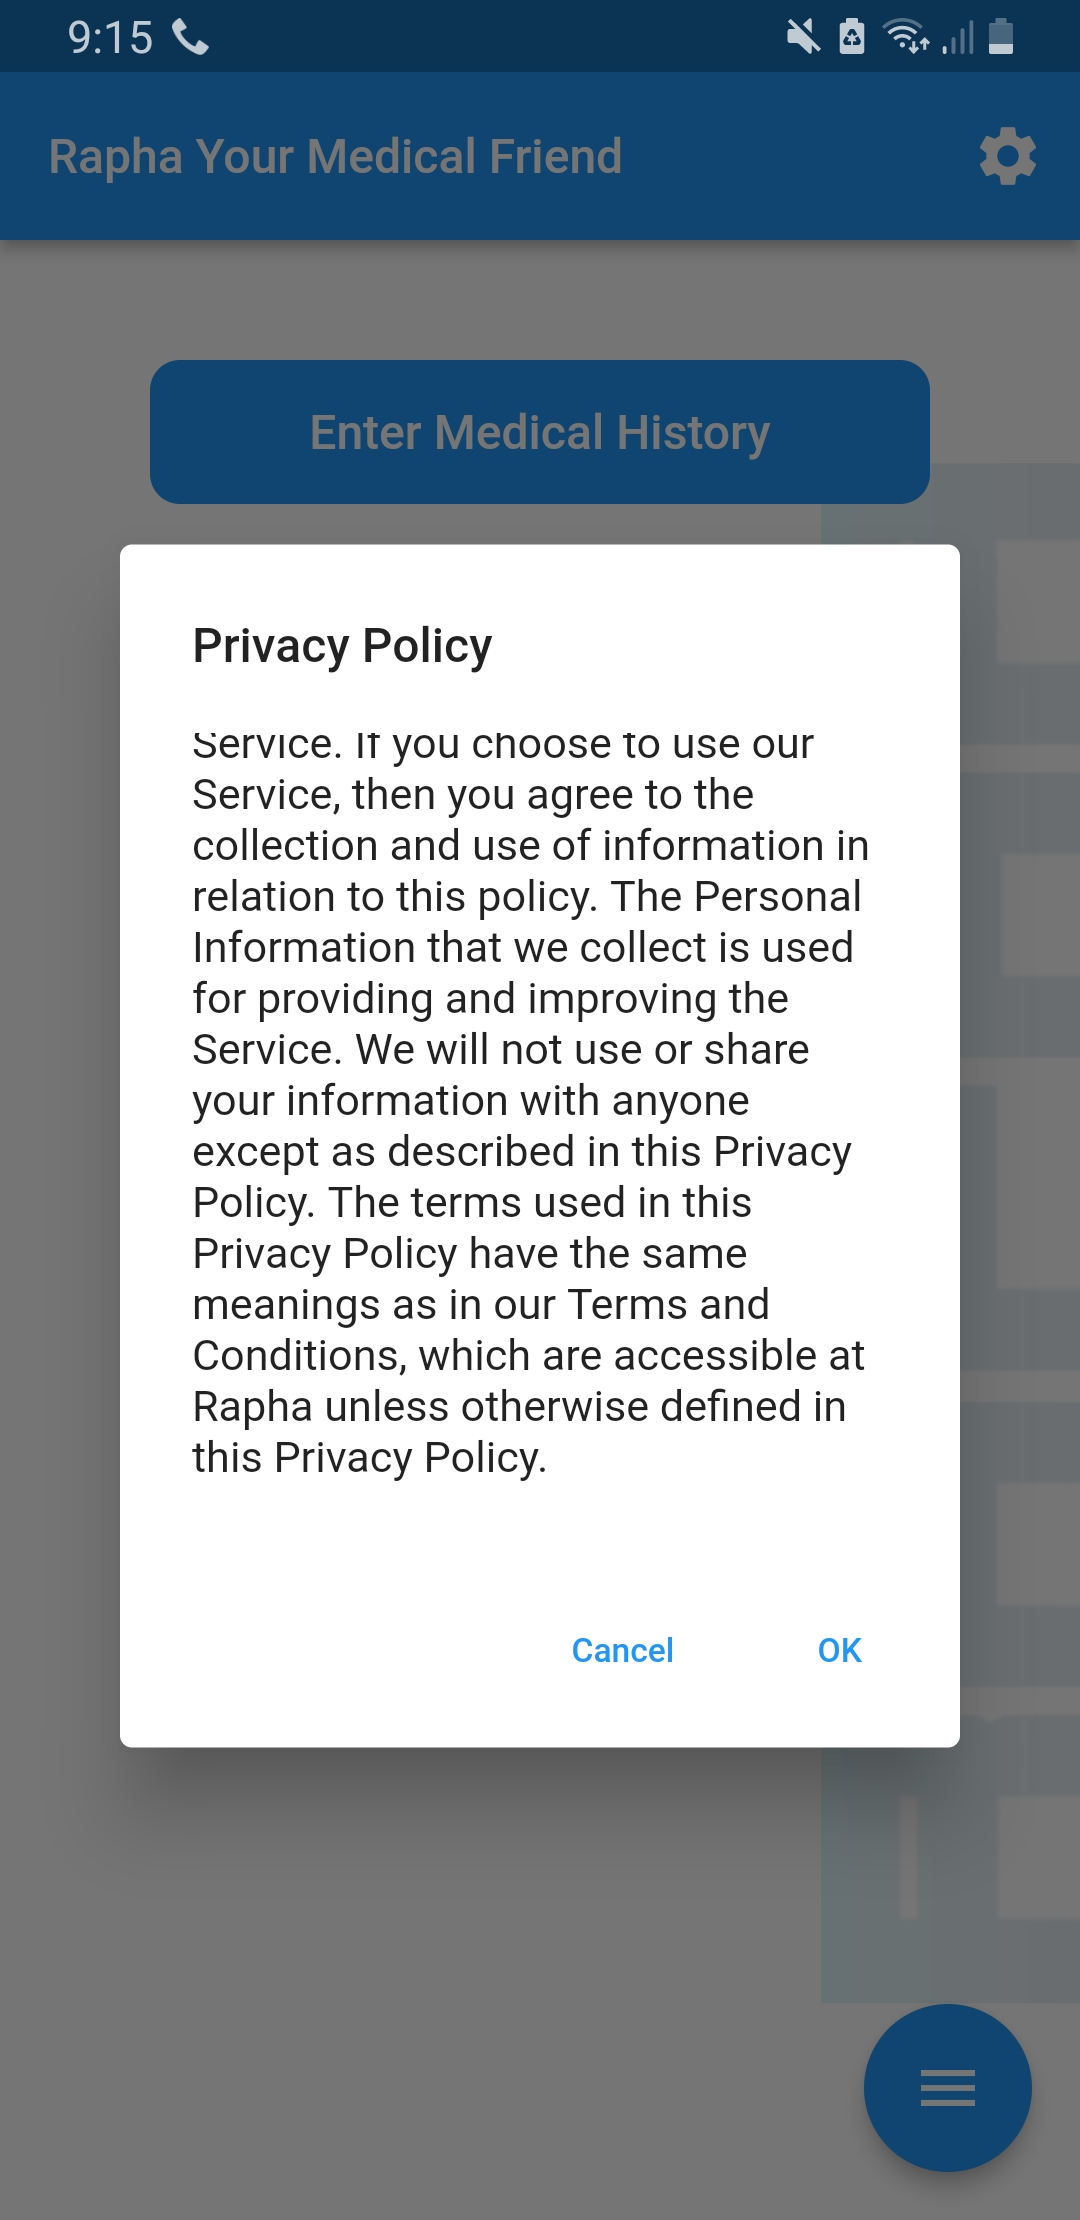 9:15
Rapha Your Medical Friend
Enter Medical History
Privacy Policy
Service. If you choose to use our
Service, then you agree to the
collection and use of information in
relation to this policy. The Personal
Information that we collect is used
for providing and improving the
Service. We will not use or share
your information with anyone
except as described in this Privacy
Policy. The terms used in this
Privacy Policy have the same
meanings as in our Terms and
Conditions, which are accessible at
Rapha unless otherwise defined in
this Privacy Policy.
Cancel
OK